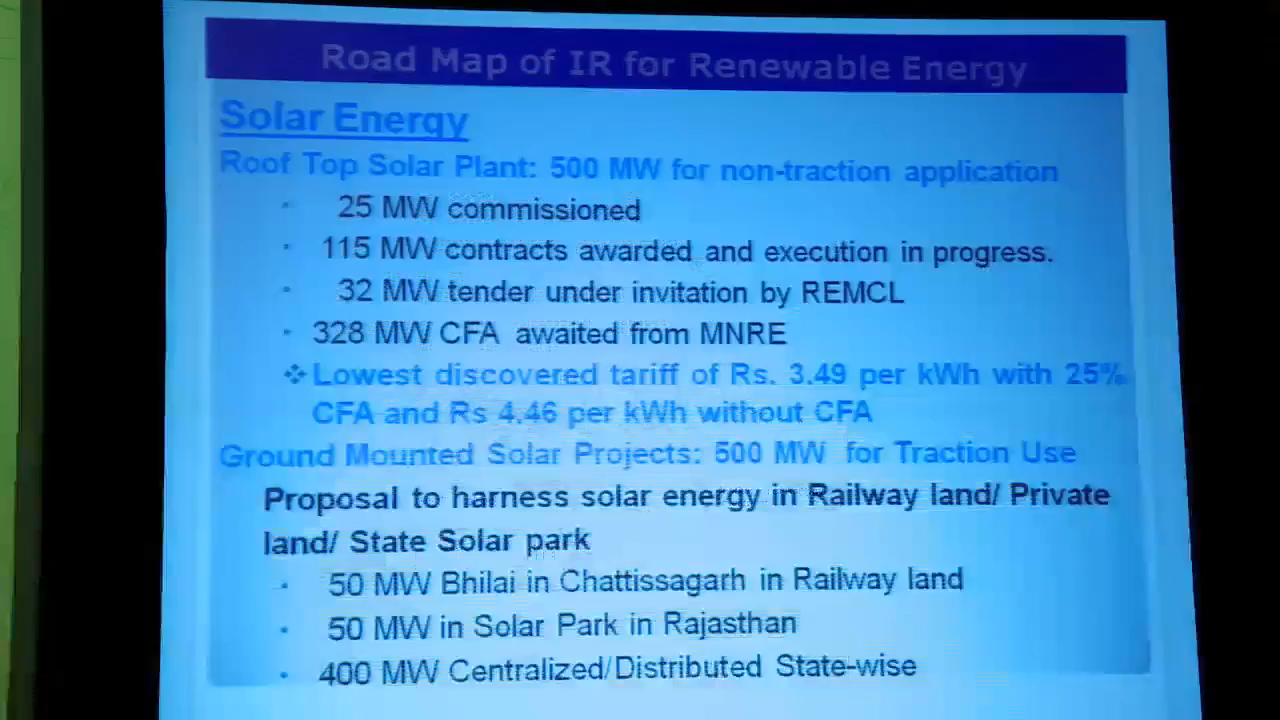 Road Map of IR for Renewable Energy
Solar Energy
Roof Top Solar Plant: 500 MW for non-traction application
· 25 MW commissioned
· 115 MW contracts awarded and execution in progress.
· 32 MW tender under invitation by REMCL
· 328 MW CFA awaited from MNRE
❖ Lowest discovered tariff of Rs. 3.49 per kWh with 25%
CFA and Rs 4.46 per kWh without CFA
Ground Mounted Solar Projects: 500 MW for Traction Use
Proposal to harness solar energy in Railway land/ Private
land/ State Solar park
· 50 MW Bhilai in Chattissagarh in Railway land
· 50 MW in Solar Park in Rajasthan
· 400 MW Centralized/Distributed State-wise